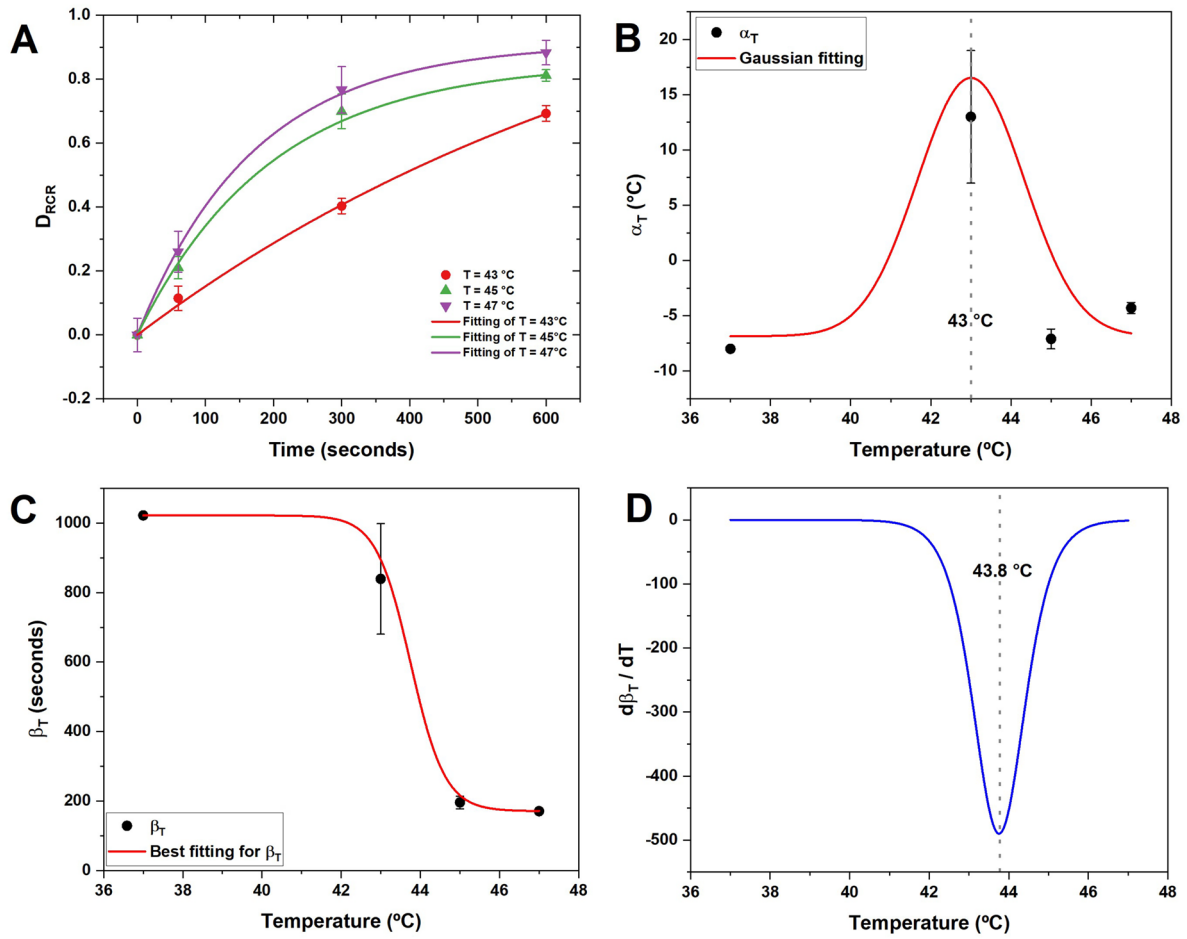 A
1.0
0.8
0.6
0.4
0.2
0.0
-0.2
D_RCR
T = 43 °C
T = 45 °C
T = 47 °C
Fitting of T = 43°C
Fitting of T = 45°C
Fitting of T = 47°C
0 100 200 300 400 500 600
Time (seconds)
B
α_T
Gaussian fitting
20
15
10
5
0
-5
-10
α_T (°C)
43 °C
36 38 40 42 44 46 48
Temperature (ºC)
C
1000
800
600
400
200
0
β_T (seconds)
β_T
Best fitting for β_T
36 38 40 42 44 46 48
Temperature (ºC)
D
0
-100
-200
-300
-400
-500
dβ_T / dT
43.8 °C
36 38 40 42 44 46 48
Temperature (ºC)